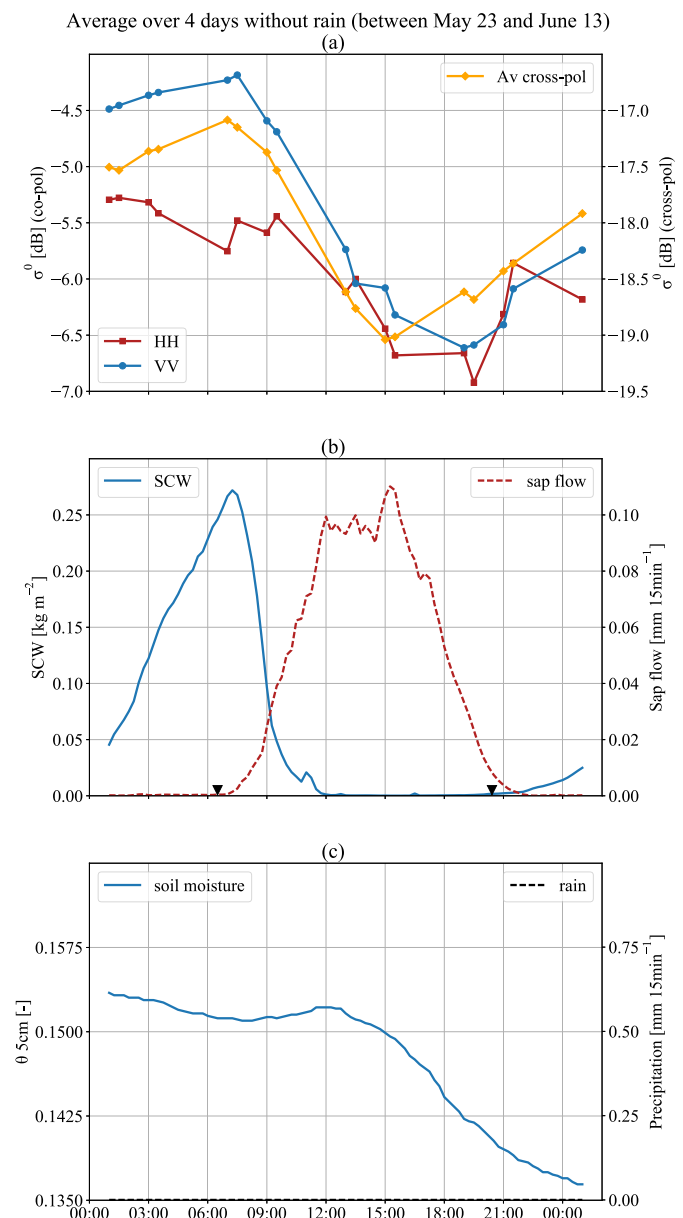 Average over 4 days without rain (between May 23 and June 13)
(a)
Av cross-pol
−4.5
−5.0
−5.5
−6.0
−6.5
−7.0
σ⁰ [dB] (co-pol)
−17.0
−17.5
−18.0
−18.5
−19.0
−19.5
σ⁰ [dB] (cross-pol)
HH
VV
(b)
SCW
sap flow
0.25
0.20
0.15
0.10
0.05
0.00
SCW [kg m⁻²]
0.10
0.08
0.06
0.04
0.02
0.00
Sap flow [mm 15min⁻¹]
(c)
soil moisture
rain
0.1575
0.1500
0.1425
0.1350
θ 5cm [-]
0.75
0.50
0.25
0.00
Precipitation [mm 15min⁻¹]
00:00 03:00 06:00 09:00 12:00 15:00 18:00 21:00 00:00